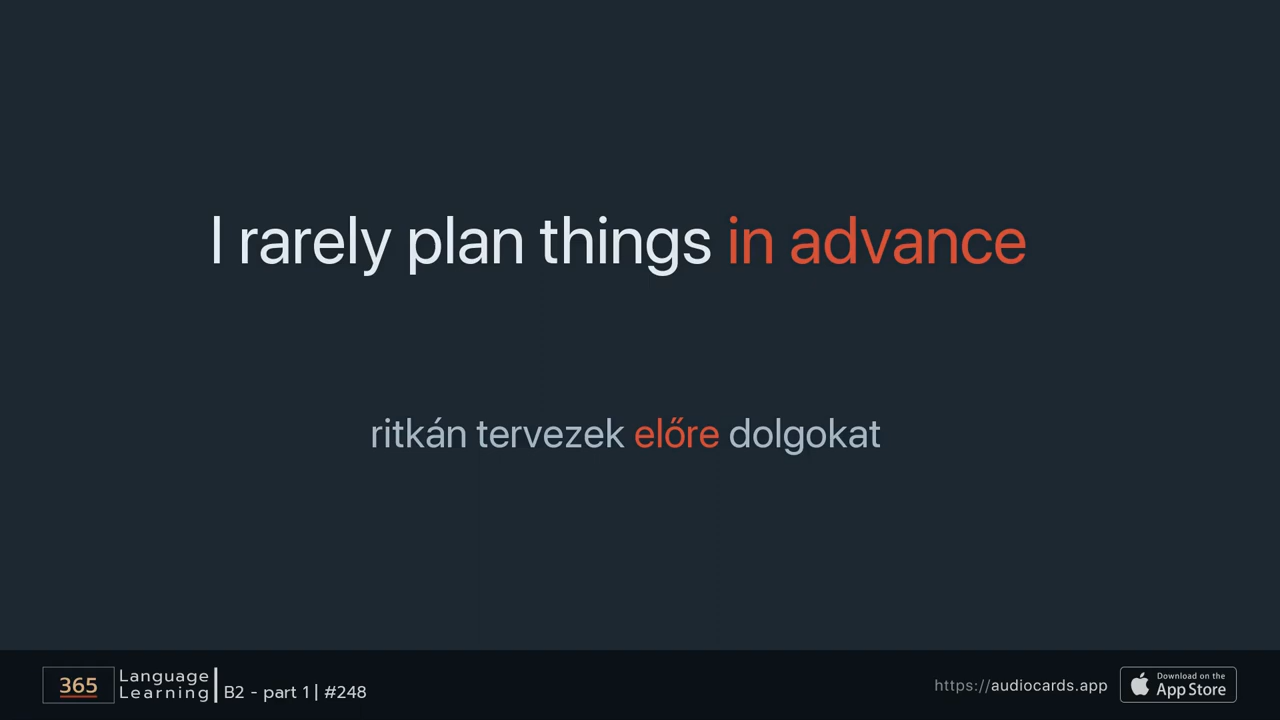 I rarely plan things in advance
ritkán tervezek előre dolgokat
365 Language Learning B2 - part 1 | #248
https://audiocards.app
Download on the App Store